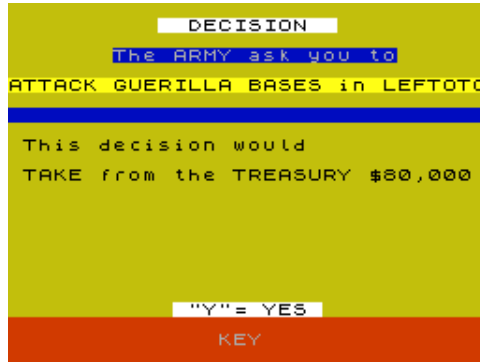 DECISION
The ARMY ask you to
ATTACK GUERILLA BASES in LEFTOTO
This decision would
TAKE from the TREASURY $80,000
"Y"= YES
KEY